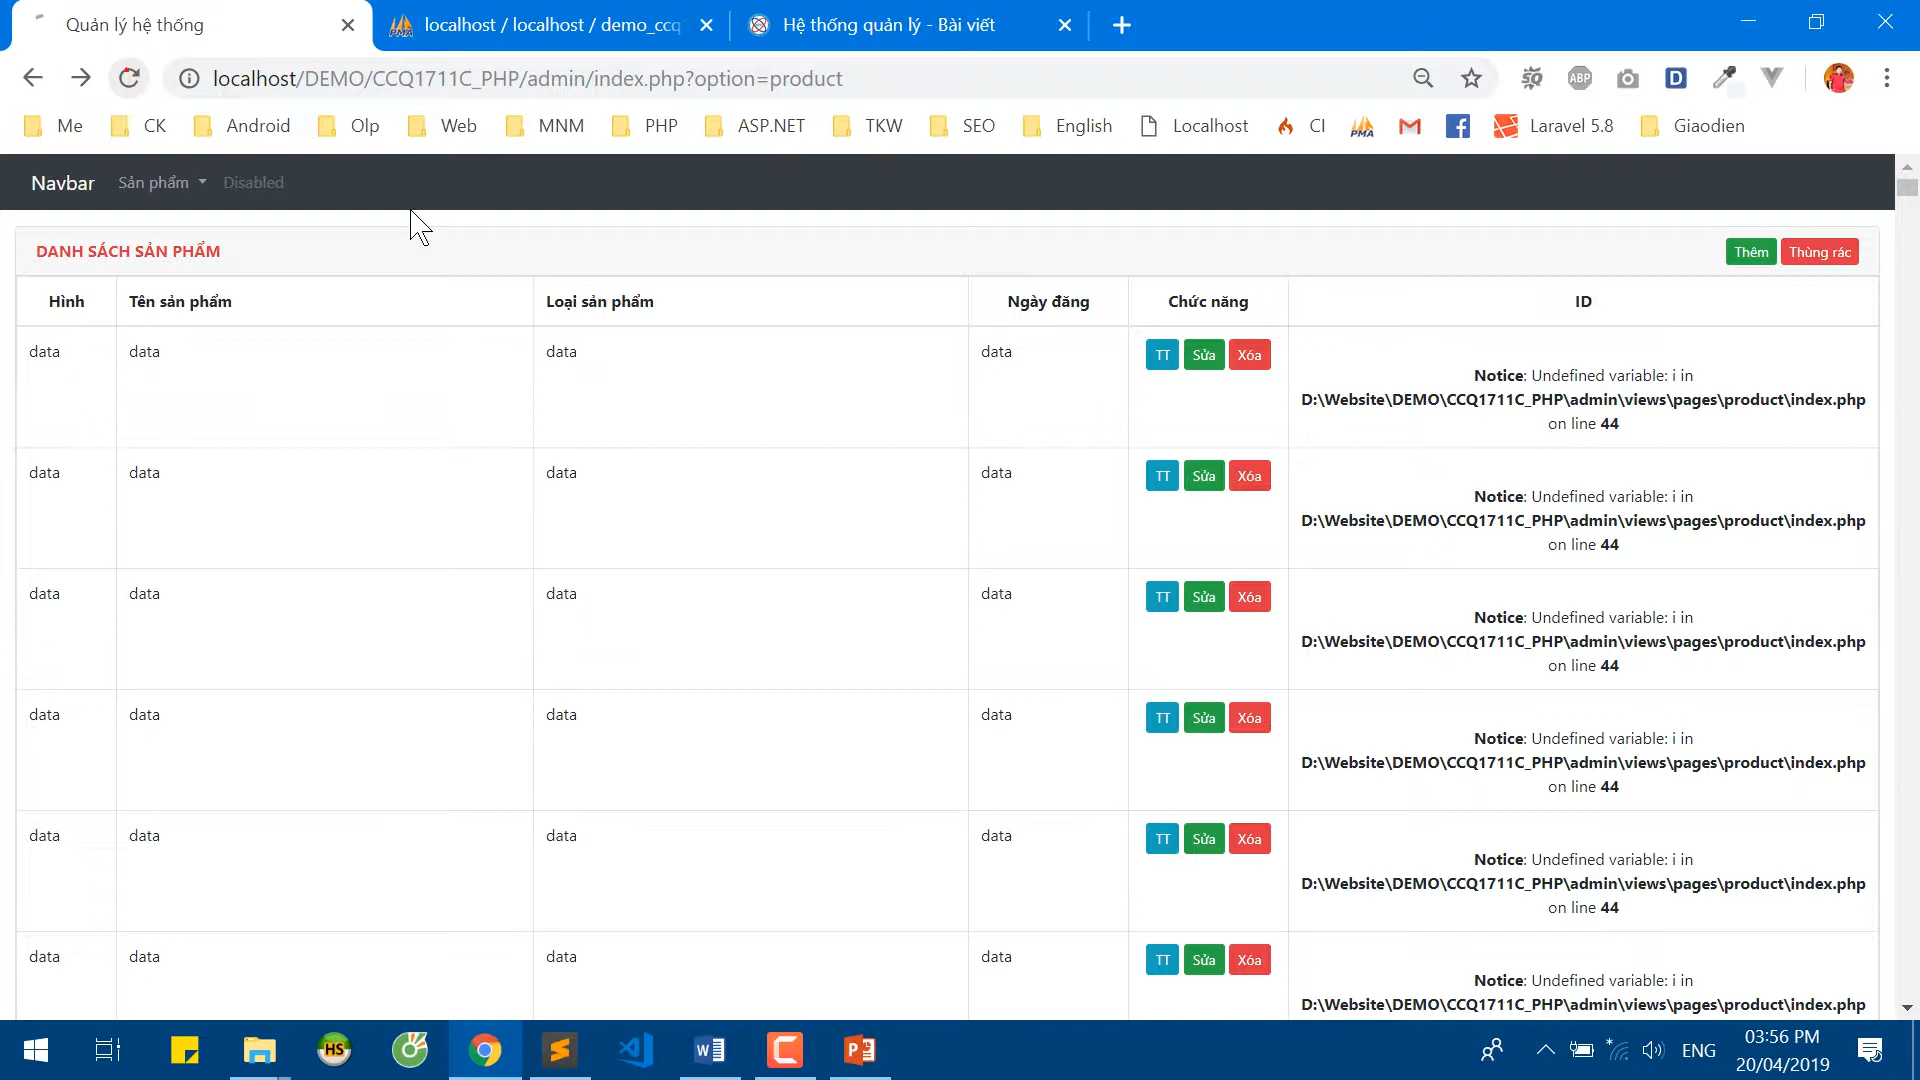 Quản lý hệ thống
localhost / localhost / demo_ccq
Hệ thống quản lý - Bài viết
localhost/DEMO/CCQ1711C_PHP/admin/index.php?option=product
ABP
D
Me
CK
Android
Olp
Web
MNM
PHP
ASP.NET
TKW
SEO
English
Localhost
CI
Laravel 5.8
Giaodien
Navbar
Sản phẩm
Disabled
DANH SÁCH SẢN PHẨM
Thêm
Thùng rác
Hình
Tên sản phẩm
Loại sản phẩm
Ngày đăng
Chức năng
ID
data
data
data
data
TT
Sửa
Xóa
Notice: Undefined variable: i in
D:\Website\DEMO\CCQ1711C_PHP\admin\views\pages\product\index.php
on line 44
data
data
data
data
TT
Sửa
Xóa
Notice: Undefined variable: i in
D:\Website\DEMO\CCQ1711C_PHP\admin\views\pages\product\index.php
on line 44
data
data
data
data
TT
Sửa
Xóa
Notice: Undefined variable: i in
D:\Website\DEMO\CCQ1711C_PHP\admin\views\pages\product\index.php
on line 44
data
data
data
data
TT
Sửa
Xóa
Notice: Undefined variable: i in
D:\Website\DEMO\CCQ1711C_PHP\admin\views\pages\product\index.php
on line 44
data
data
data
data
TT
Sửa
Xóa
Notice: Undefined variable: i in
D:\Website\DEMO\CCQ1711C_PHP\admin\views\pages\product\index.php
on line 44
data
data
data
data
TT
Sửa
Xóa
Notice: Undefined variable: i in
D:\Website\DEMO\CCQ1711C_PHP\admin\views\pages\product\index.php
HS
ENG
03:56 PM
20/04/2019